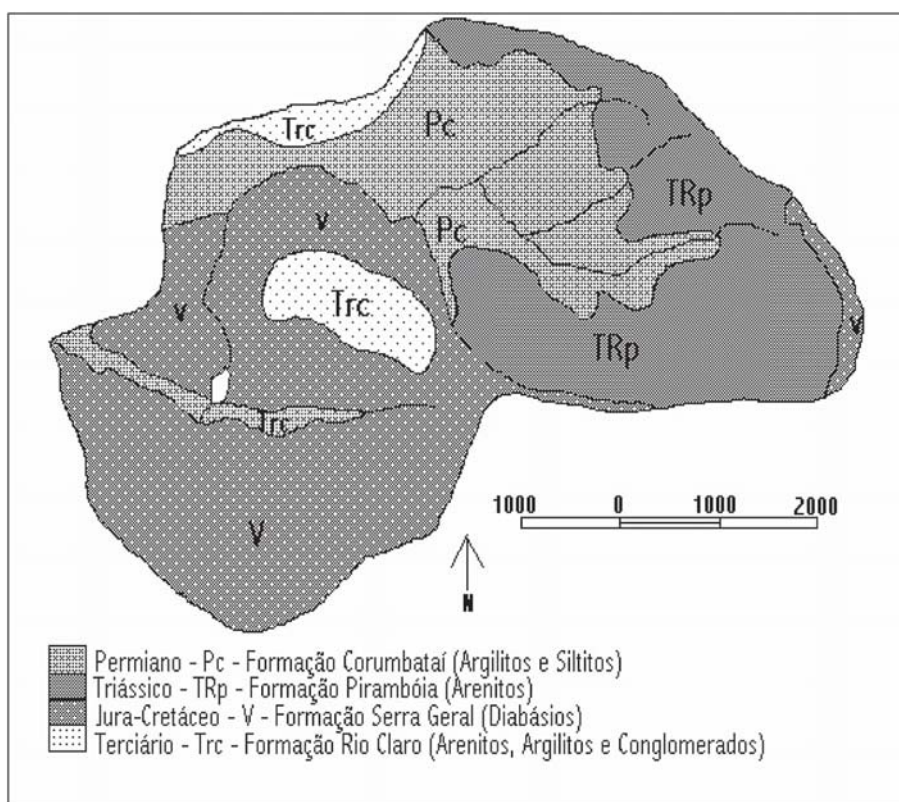 Trc
Pc
TRp
v
Pc
Trc
v
v
TRp
Trc
V
1000 0 1000 2000
N
Permiano - Pc - Formação Corumbataí (Argilitos e Siltitos)
Triássico - TRp - Formação Pirambóia (Arenitos)
Jura-Cretáceo - V - Formação Serra Geral (Diabásios)
Terciário - Trc - Formação Rio Claro (Arenitos, Argilitos e Conglomerados)